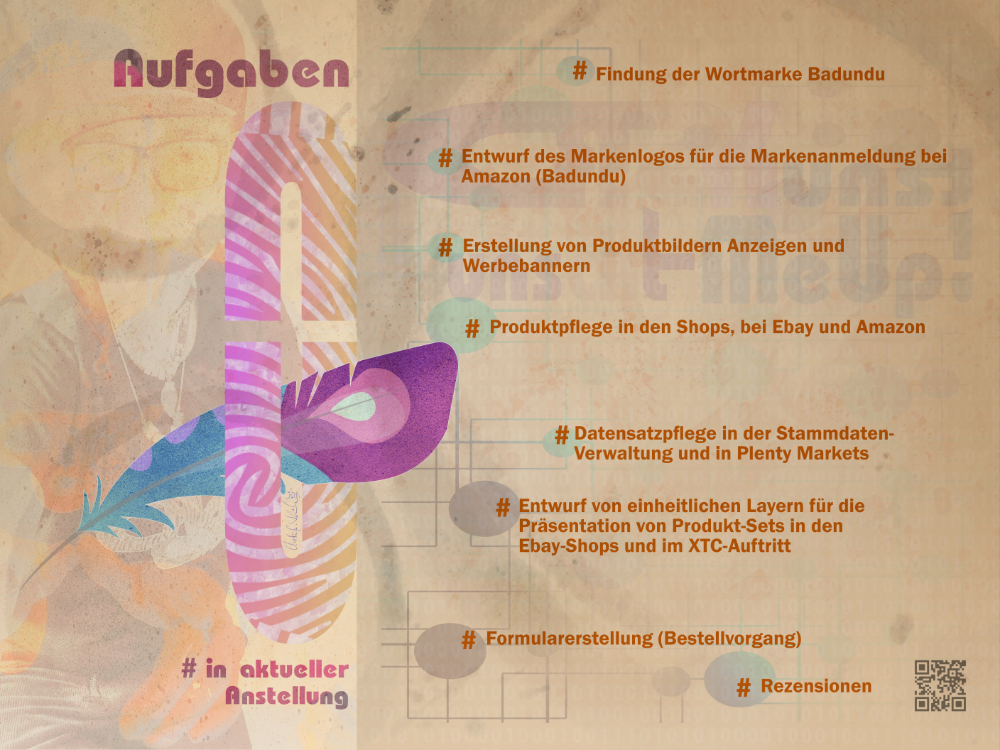 Aufgaben
# Findung der Wortmarke Badundu
# Entwurf des Markenlogos für die Markenanmeldung bei
Amazon (Badundu)
# Erstellung von Produktbildern Anzeigen und
Werbebannern
# Produktpflege in den Shops, bei Ebay und Amazon
# Datensatzpflege in der Stammdaten-
Verwaltung und in Plenty Markets
# Entwurf von einheitlichen Layern für die
Präsentation von Produkt-Sets in den
Ebay-Shops und im XTC-Auftritt
# Formularerstellung (Bestellvorgang)
# Rezensionen
# in aktueller
Anstellung